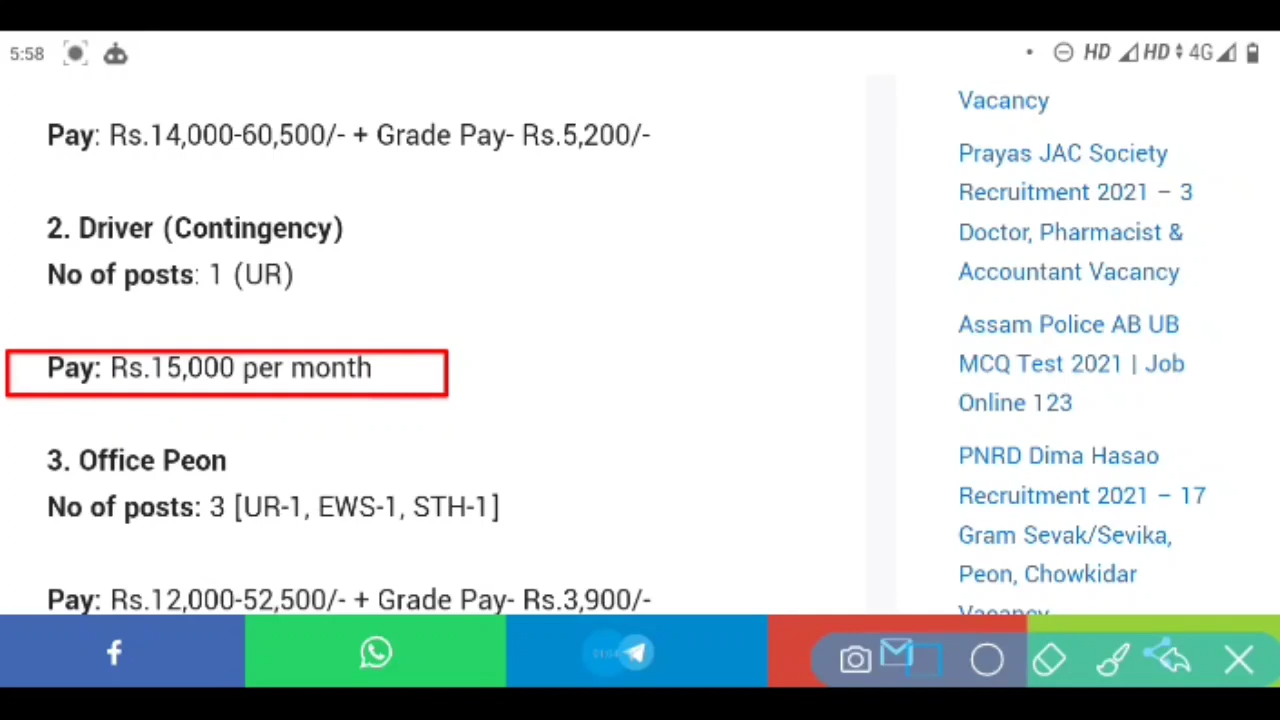 5:58
HD HD 4G
Pay: Rs.14,000-60,500/- + Grade Pay- Rs.5,200/-
2. Driver (Contingency)
No of posts: 1 (UR)
Pay: Rs.15,000 per month
3. Office Peon
No of posts: 3 [UR-1, EWS-1, STH-1]
Pay: Rs.12,000-52,500/- + Grade Pay- Rs.3,900/-
Vacancy
Prayas JAC Society
Recruitment 2021 – 3
Doctor, Pharmacist &
Accountant Vacancy
Assam Police AB UB
MCQ Test 2021 | Job
Online 123
PNRD Dima Hasao
Recruitment 2021 – 17
Gram Sevak/Sevika,
Peon, Chowkidar
Vacancy